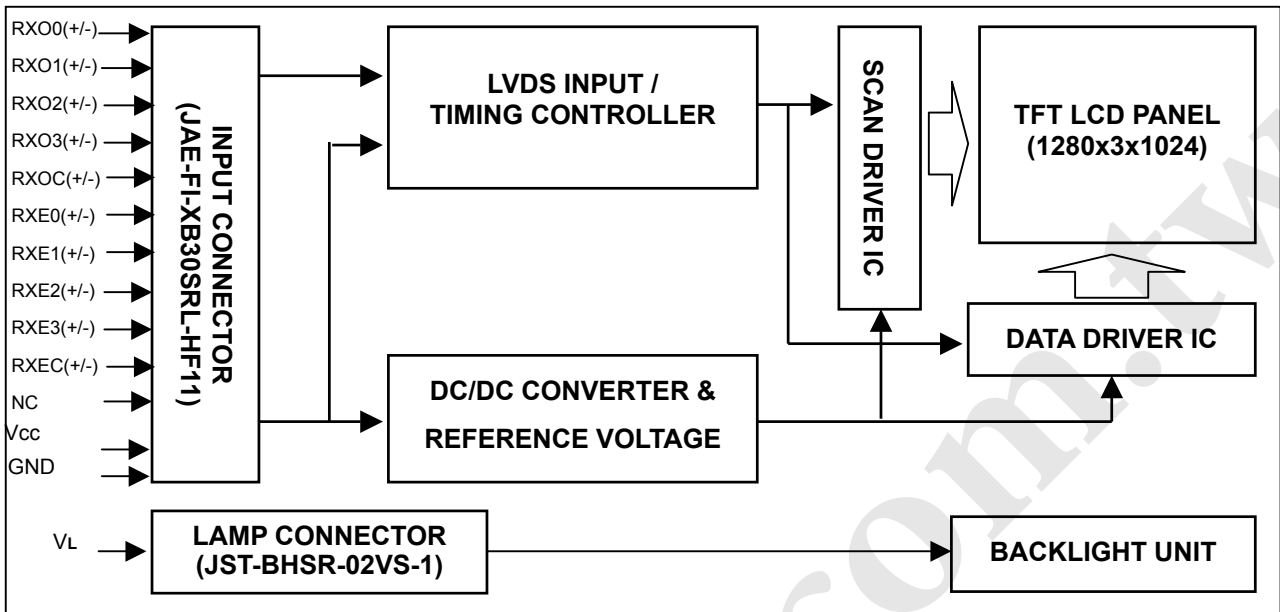 RXO0(+/-)
RXO1(+/-)
RXO2(+/-)
RXO3(+/-)
RXOC(+/-)
RXE0(+/-)
RXE1(+/-)
RXE2(+/-)
RXE3(+/-)
RXEC(+/-)
NC
Vcc
GND
VL
INPUT CONNECTOR
(JAE-FI-XB30SRL-HF11)
LVDS INPUT /
TIMING CONTROLLER
SCAN DRIVER IC
TFT LCD PANEL
(1280x3x1024)
DATA DRIVER IC
DC/DC CONVERTER &
REFERENCE VOLTAGE
LAMP CONNECTOR
(JST-BHSR-02VS-1)
BACKLIGHT UNIT
om.tw